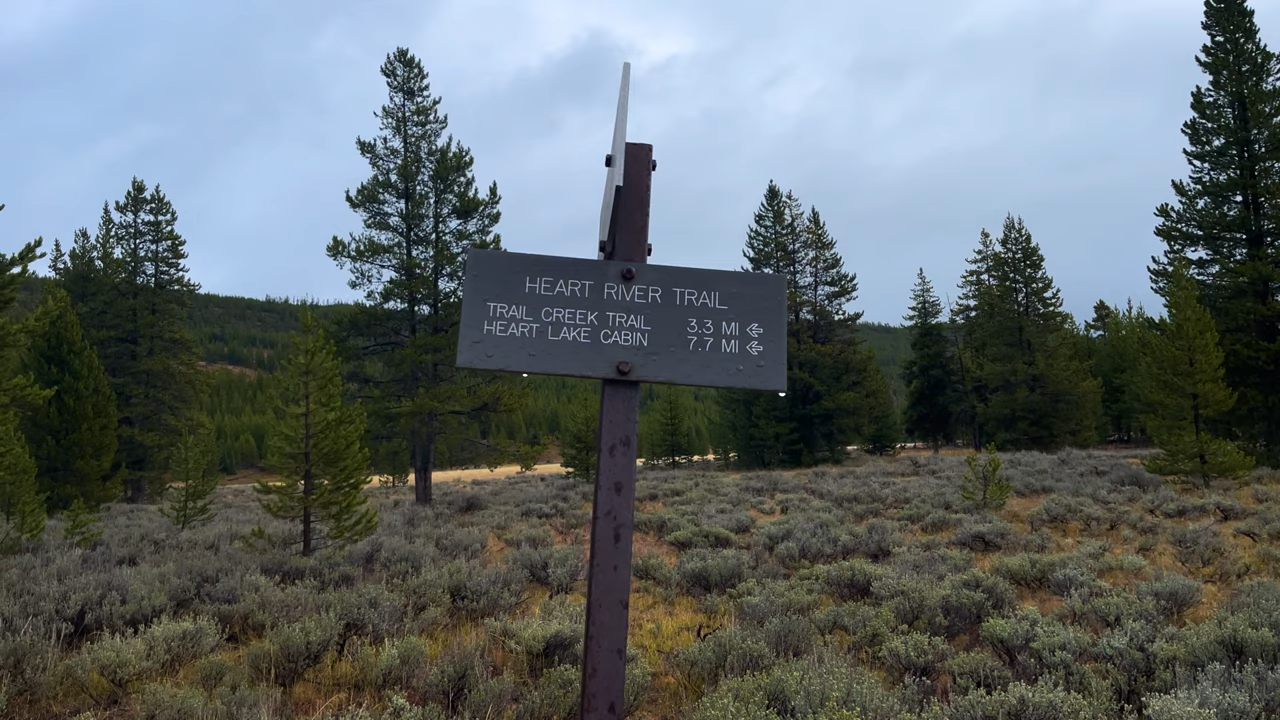 HEART RIVER TRAIL
TRAIL CREEK TRAIL 3.3 MI ←
HEART LAKE CABIN 7.7 MI ←